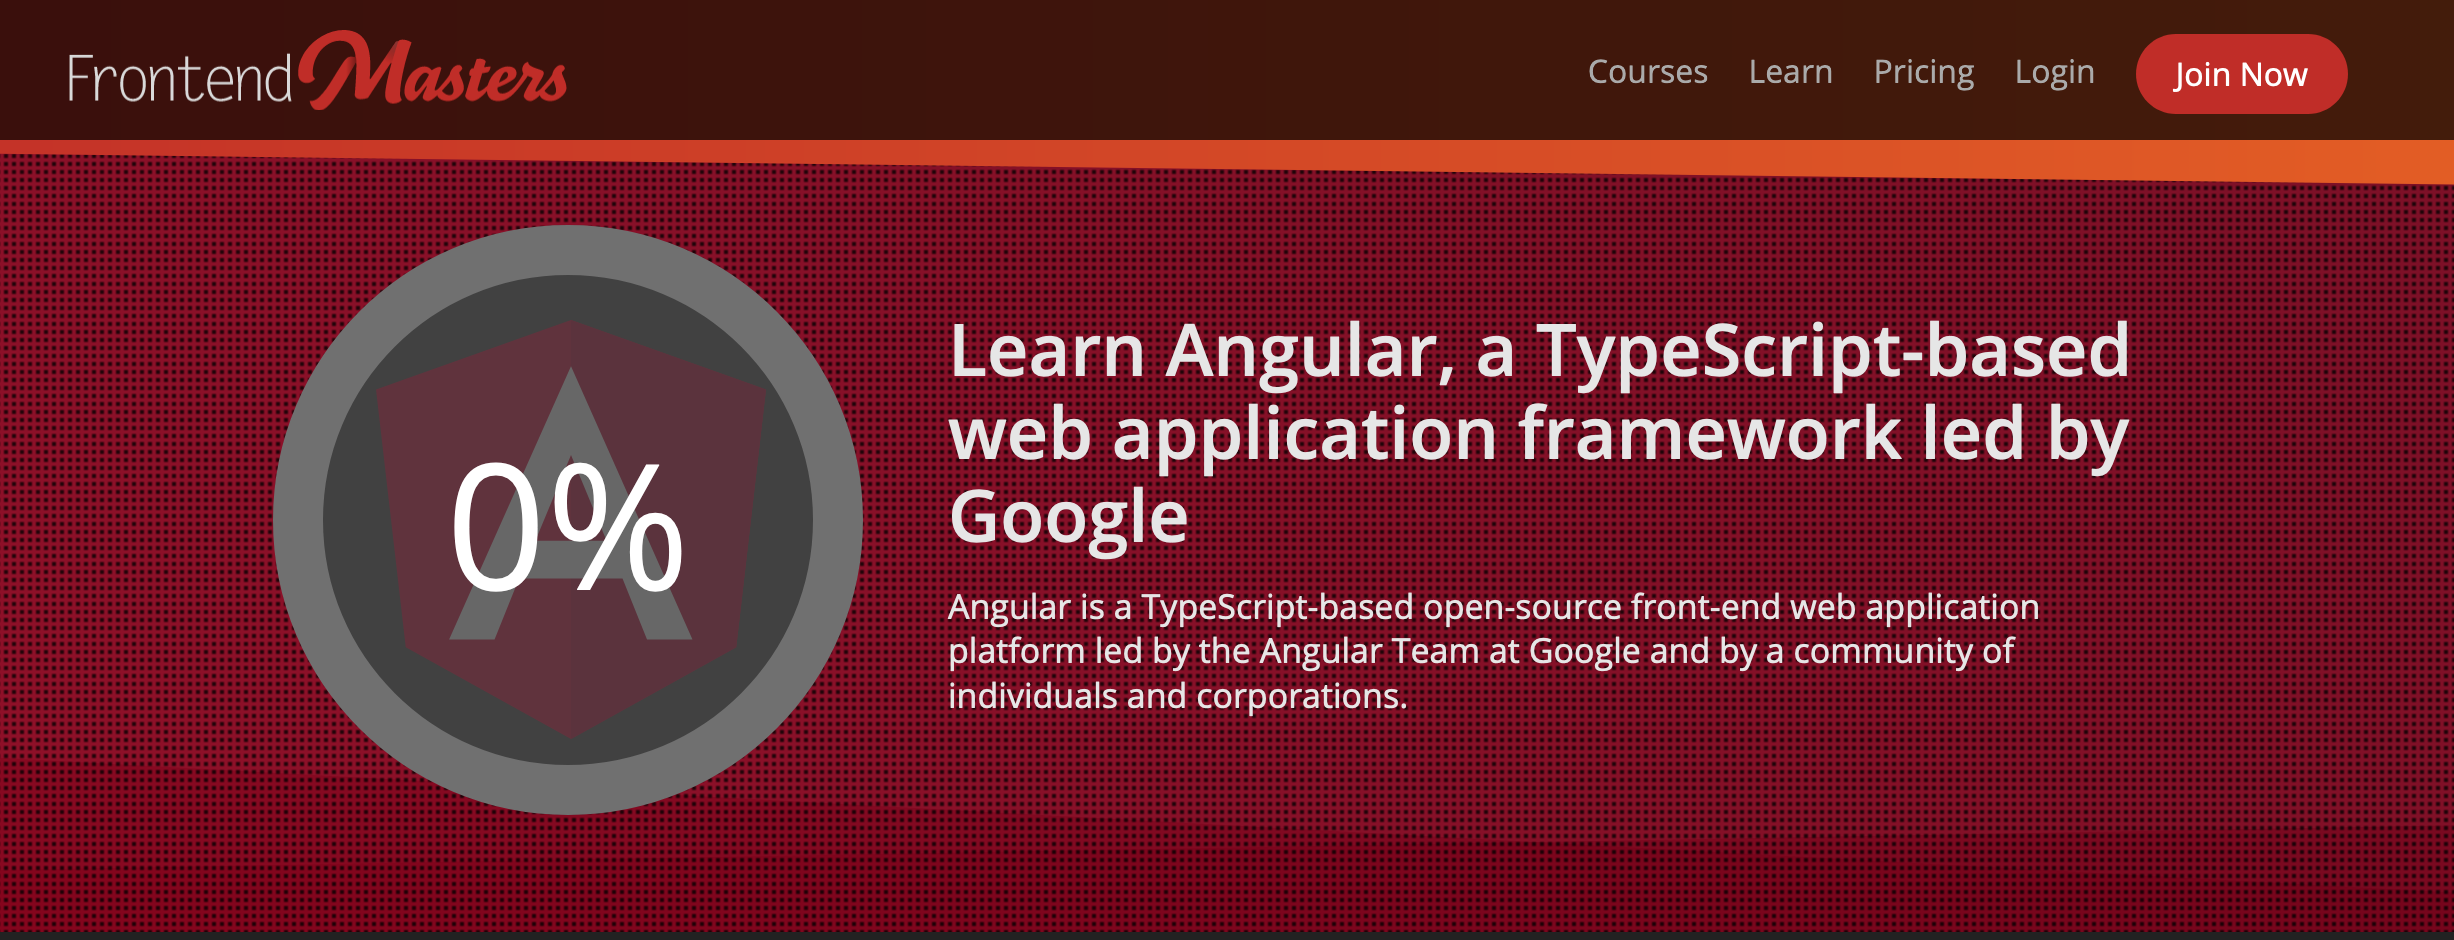 Frontend Masters
Courses Learn Pricing Login Join Now
0%
Learn Angular, a TypeScript-based
web application framework led by
Google
Angular is a TypeScript-based open-source front-end web application
platform led by the Angular Team at Google and by a community of
individuals and corporations.